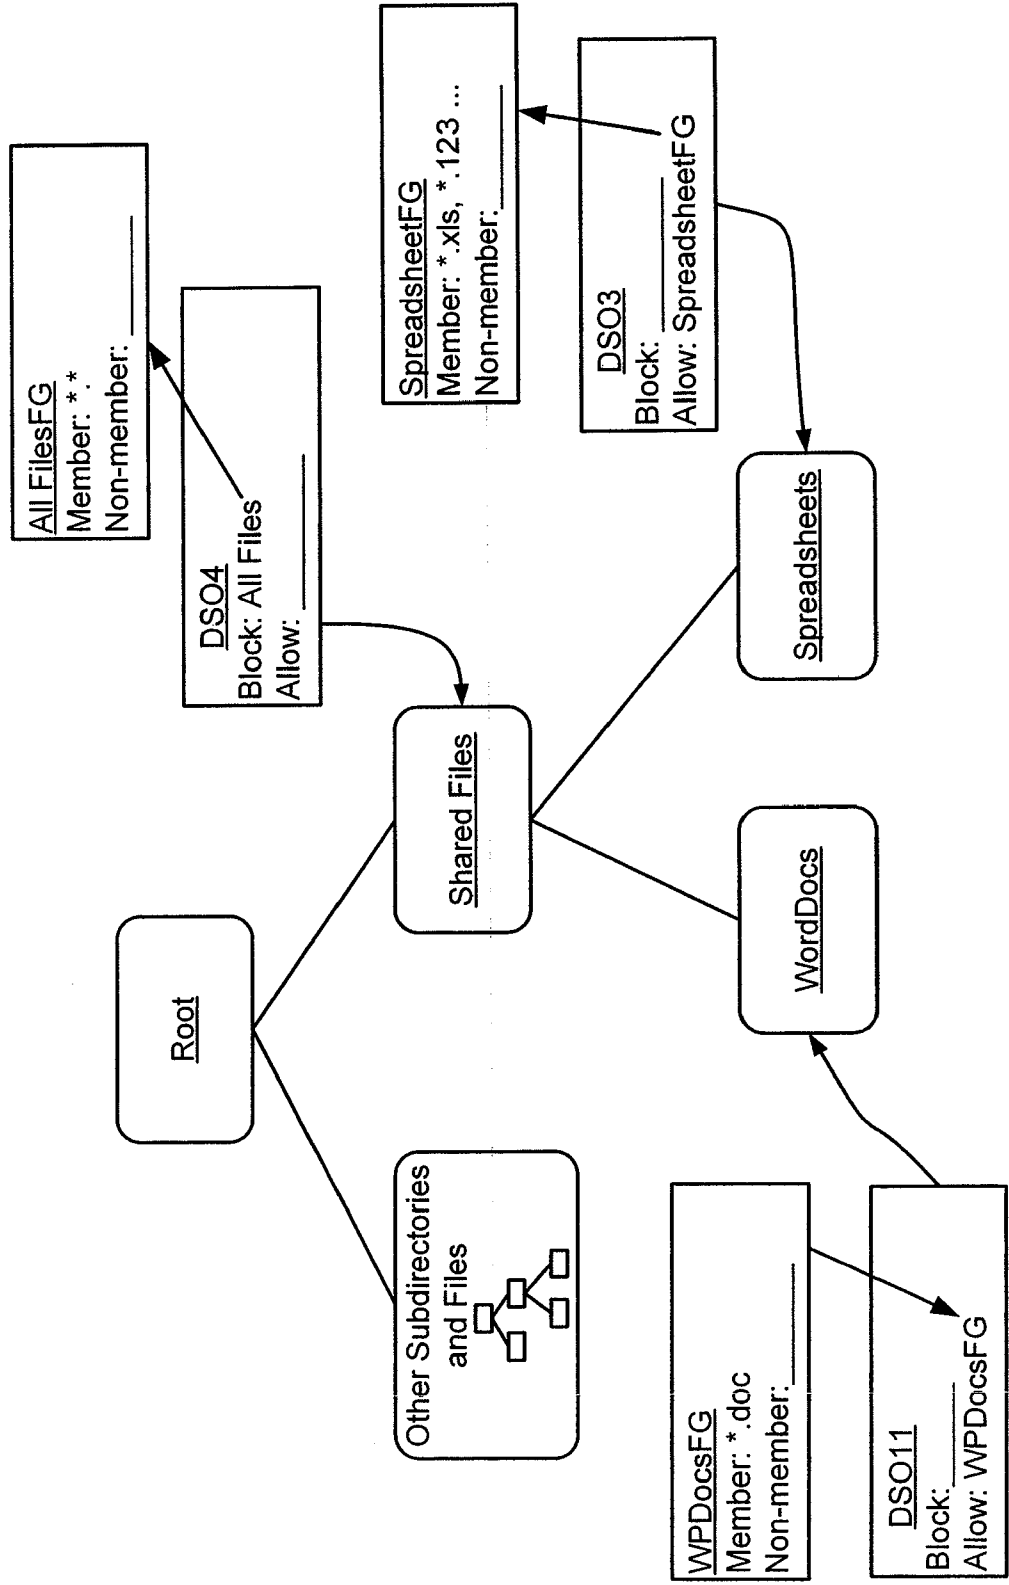 All FilesFG
Member: *.*
Non-member: ______
DSO4
Block: All Files
Allow: ______
Root
Other Subdirectories
and Files
Shared Files
SpreadsheetFG
Member: *.xls, *.123 ...
Non-member:______
DSO3
Block: ______
Allow: SpreadsheetFG
WPDocsFG
Member: *.doc
Non-member:______
WordDocs
Spreadsheets
DSO11
Block:______
Allow: WPDocsFG